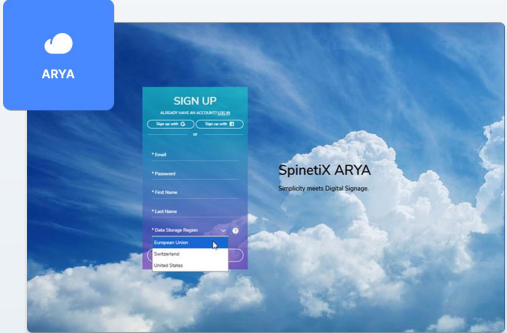 ARYA
SIGN UP
ALREADY HAVE AN ACCOUNT? LOG IN
Sign up with G
Sign up with
or
* Email
* Password
* First Name
* Last Name
* Data Storage Region
?
European Union
Switzerland
United States
SpinetiX ARYA
Simplicity meets Digital Signage.